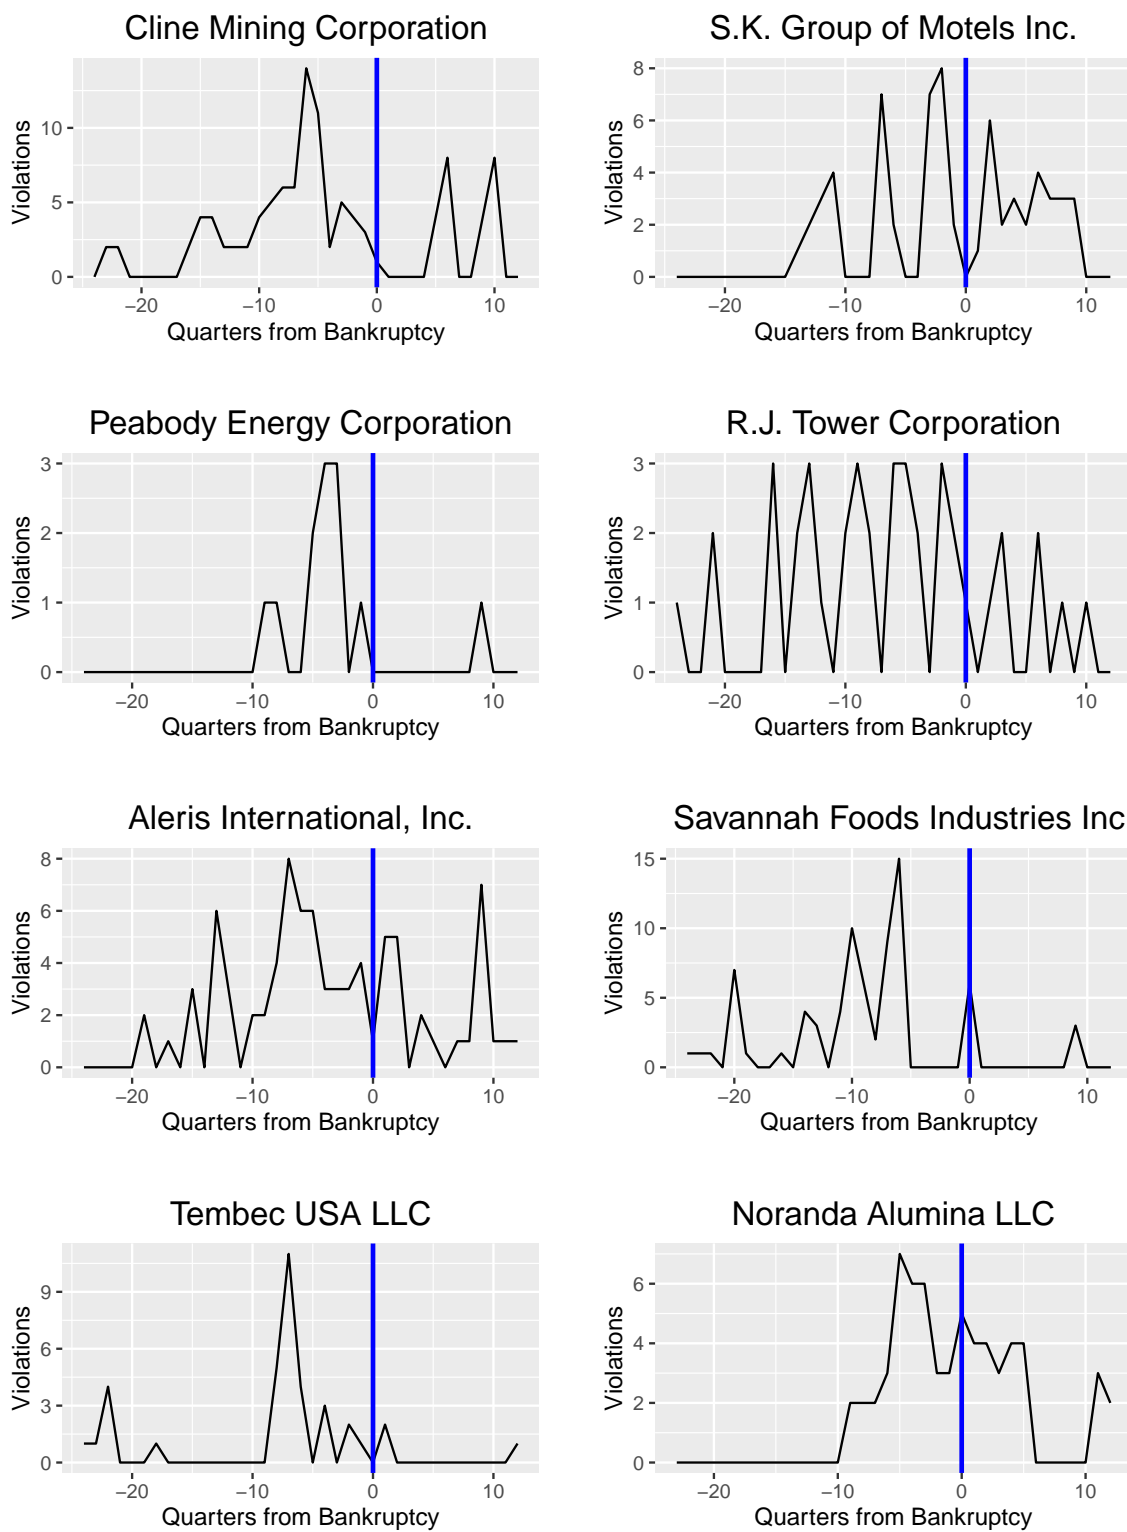 Cline Mining Corporation
Violations
10
5
0
−20 −10 0 10
Quarters from Bankruptcy
S.K. Group of Motels Inc.
Violations
8
6
4
2
0
−20 −10 0 10
Quarters from Bankruptcy
Peabody Energy Corporation
Violations
3
2
1
0
−20 −10 0 10
Quarters from Bankruptcy
R.J. Tower Corporation
Violations
3
2
1
0
−20 −10 0 10
Quarters from Bankruptcy
Aleris International, Inc.
Violations
8
6
4
2
0
−20 −10 0 10
Quarters from Bankruptcy
Savannah Foods Industries Inc
Violations
15
10
5
0
−20 −10 0 10
Quarters from Bankruptcy
Tembec USA LLC
Violations
9
6
3
0
−20 −10 0 10
Quarters from Bankruptcy
Noranda Alumina LLC
Violations
6
4
2
0
−20 −10 0 10
Quarters from Bankruptcy